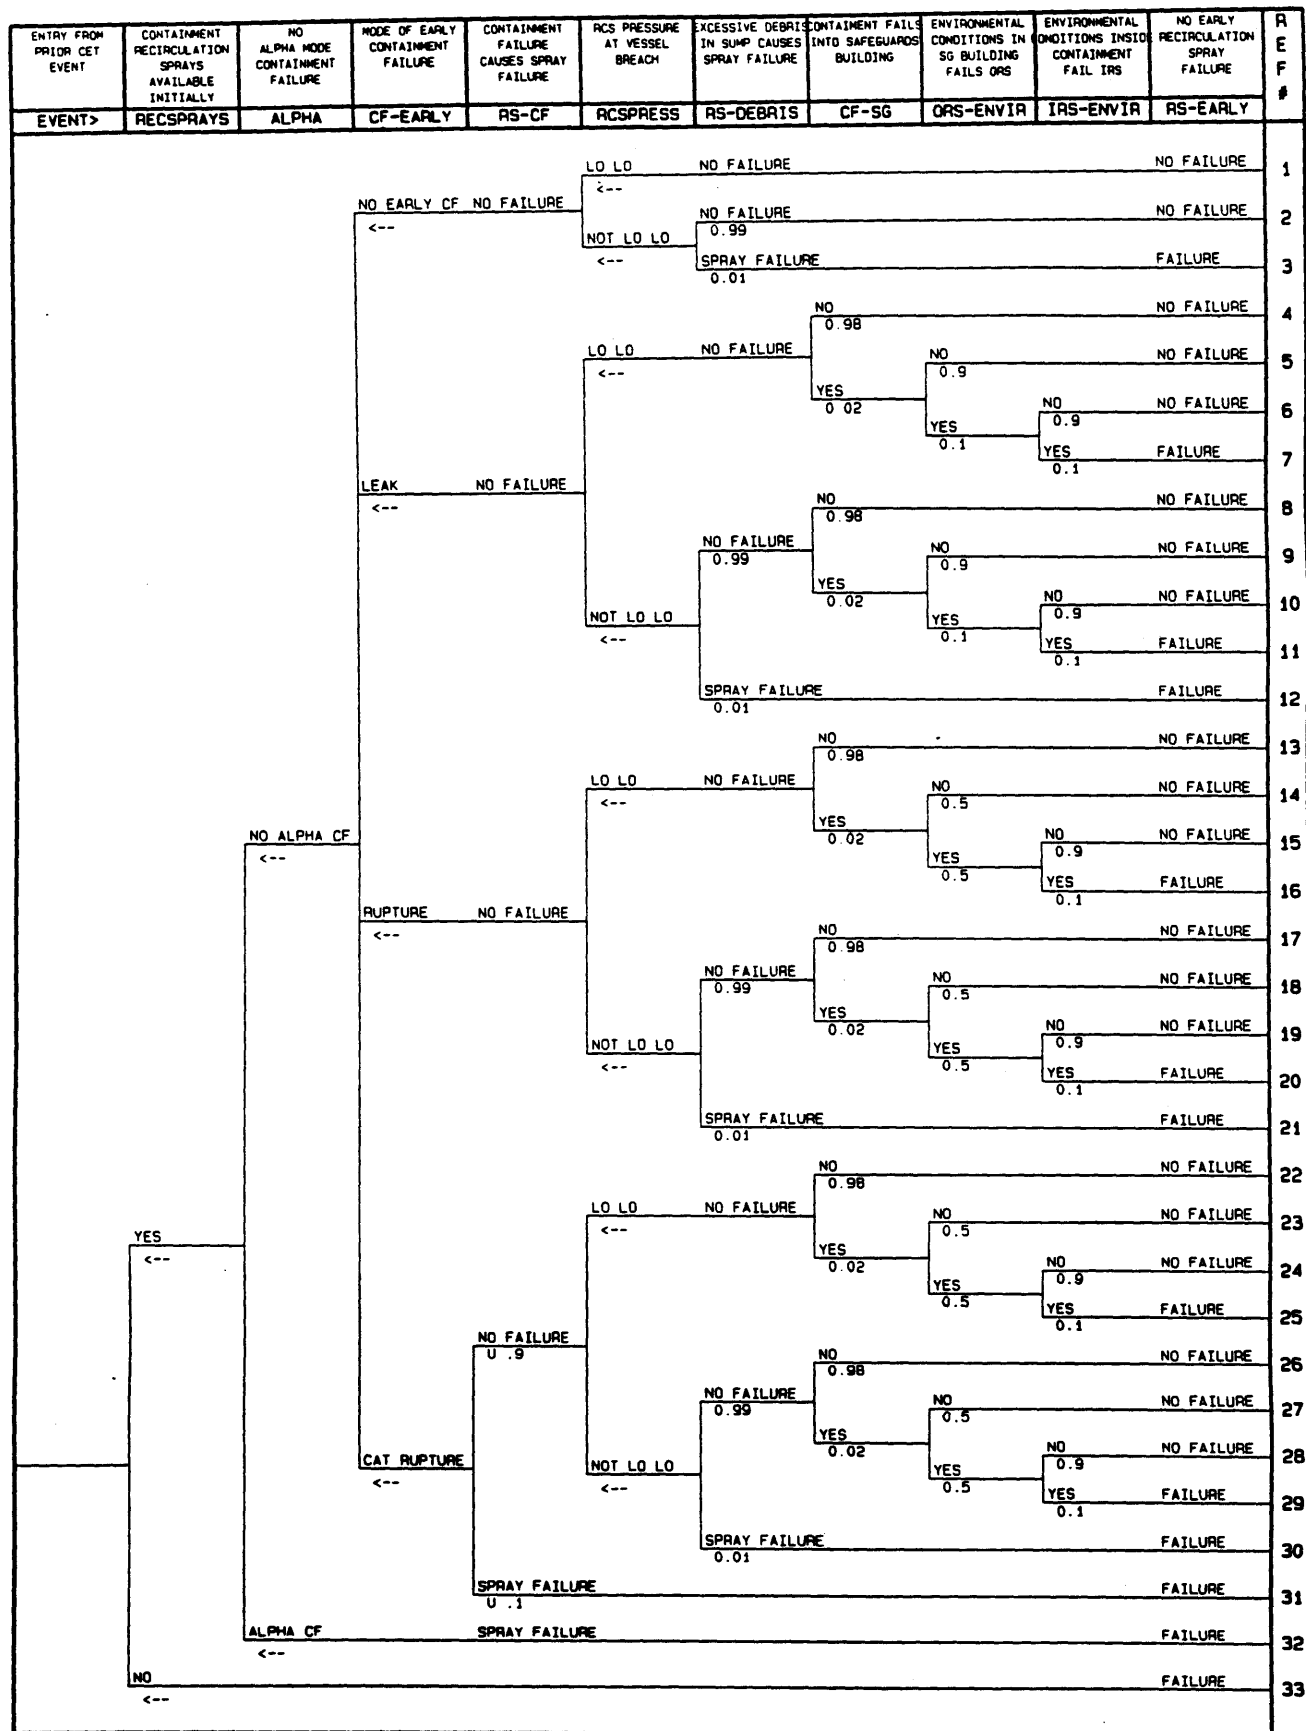 ENTRY FROM
PRIOR CET
EVENT
CONTAINMENT
RECIRCULATION
SPRAYS
AVAILABLE
INITIALLY
NO
ALPHA MODE
CONTAINMENT
FAILURE
MODE OF EARLY
CONTAINMENT
FAILURE
CONTAINMENT
FAILURE
CAUSES SPRAY
FAILURE
RCS PRESSURE
AT VESSEL
BREACH
EXCESSIVE DEBRIS
IN SUMP CAUSES
SPRAY FAILURE
CONTAIMENT FAILS
INTO SAFEGUARDS
BUILDING
ENVIRONMENTAL
CONDITIONS IN
SG BUILDING
FAILS ORS
ENVIRONMENTAL
ONDITIONS INSID
CONTAINMENT
FAIL IRS
NO EARLY
RECIRCULATION
SPRAY
FAILURE
R
E
F
#
EVENT> RECSPRAYS ALPHA CF-EARLY RS-CF RCSPRESS RS-DEBRIS CF-SG ORS-ENVIR IRS-ENVIR RS-EARLY
LO LO NO FAILURE NO FAILURE 1
<--
NO EARLY CF NO FAILURE
<--
NO FAILURE NO FAILURE 2
0.99
NOT LO LO
<--
SPRAY FAILURE FAILURE 3
0.01
NO NO FAILURE 4
0.98
LO LO NO FAILURE
<--
NO NO FAILURE 5
0.9
YES
0 02
NO NO FAILURE 6
0.9
YES
0.1
YES FAILURE 7
0.1
LEAK NO FAILURE
<--
NO NO FAILURE 8
0.98
NO FAILURE
0.99
NO NO FAILURE 9
0.9
YES
0.02
NO NO FAILURE 10
0.9
YES
0.1
NOT LO LO
<--
YES FAILURE 11
0.1
SPRAY FAILURE FAILURE 12
0.01
NO NO FAILURE 13
0.98
LO LO NO FAILURE
<--
NO NO FAILURE 14
0.5
YES
0.02
NO ALPHA CF
<--
NO NO FAILURE 15
0.9
YES
0.5
YES FAILURE 16
0.1
RUPTURE NO FAILURE
<--
NO NO FAILURE 17
0.98
NO FAILURE
0.99
NO NO FAILURE 18
0.5
YES
0.02
NO NO FAILURE 19
0.9
NOT LO LO
<--
YES
0.5
YES FAILURE 20
0.1
SPRAY FAILURE FAILURE 21
0.01
NO NO FAILURE 22
0.98
LO LO NO FAILURE
<--
NO NO FAILURE 23
0.5
YES
<--
YES
0.02
NO NO FAILURE 24
0.9
YES
0.5
YES FAILURE 25
0.1
NO FAILURE
U .9
NO NO FAILURE 26
0.98
NO FAILURE
0.99
NO NO FAILURE 27
0.5
YES
0.02
NO NO FAILURE 28
0.9
CAT RUPTURE
<--
NOT LO LO
<--
YES
0.5
YES FAILURE 29
0.1
SPRAY FAILURE FAILURE 30
0.01
SPRAY FAILURE FAILURE 31
U .1
ALPHA CF SPRAY FAILURE FAILURE 32
<--
NO FAILURE 33
<--